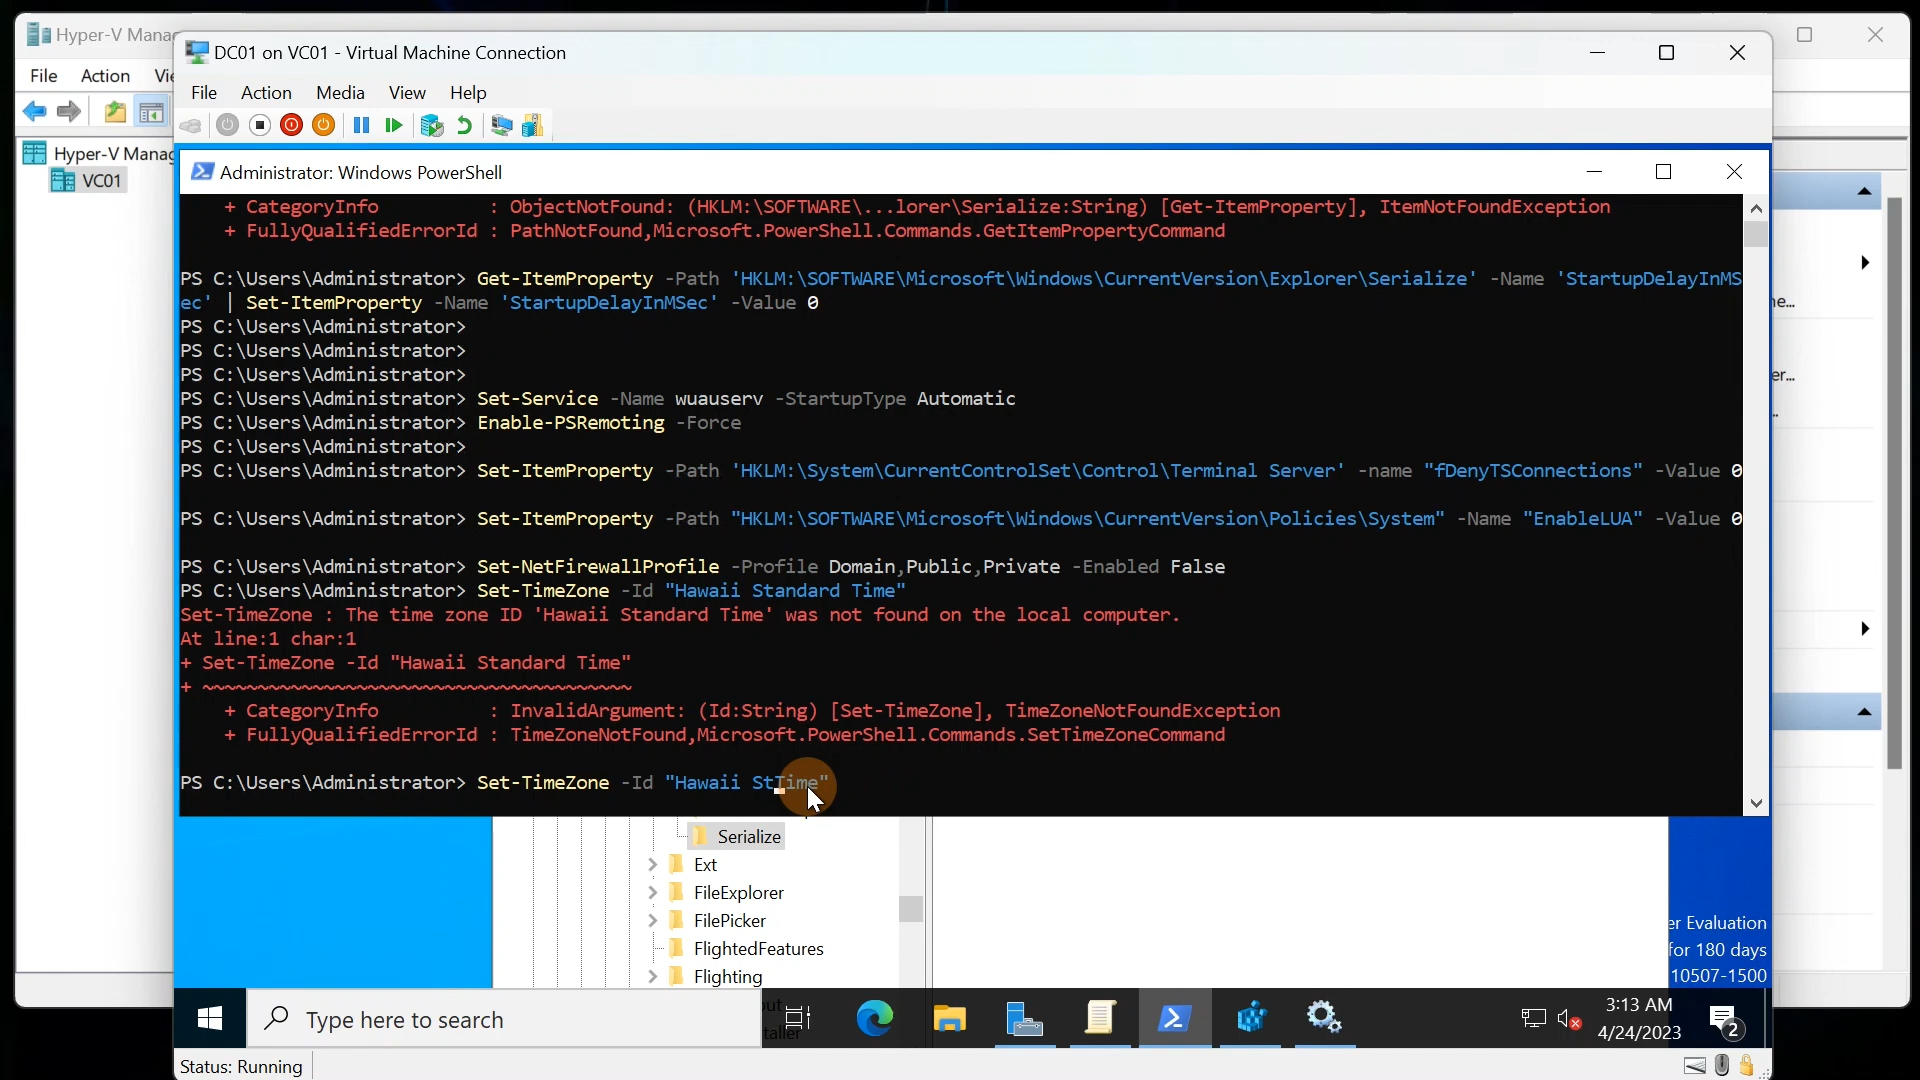 Hyper-V Mana
DC01 on VC01 - Virtual Machine Connection
File Action
File Action Media View Help
Hyper-V Manag
VC01
Administrator: Windows PowerShell
+ CategoryInfo : ObjectNotFound: (HKLM:\SOFTWARE\...lorer\Serialize:String) [Get-ItemProperty], ItemNotFoundException
+ FullyQualifiedErrorId : PathNotFound,Microsoft.PowerShell.Commands.GetItemPropertyCommand
PS C:\Users\Administrator> Get-ItemProperty -Path 'HKLM:\SOFTWARE\Microsoft\Windows\CurrentVersion\Explorer\Serialize' -Name 'StartupDelayInMS
ec' | Set-ItemProperty -Name 'StartupDelayInMSec' -Value 0
PS C:\Users\Administrator>
PS C:\Users\Administrator>
PS C:\Users\Administrator>
PS C:\Users\Administrator> Set-Service -Name wuauserv -StartupType Automatic
PS C:\Users\Administrator> Enable-PSRemoting -Force
PS C:\Users\Administrator>
PS C:\Users\Administrator> Set-ItemProperty -Path 'HKLM:\System\CurrentControlSet\Control\Terminal Server' -name "fDenyTSConnections" -Value 0
PS C:\Users\Administrator> Set-ItemProperty -Path "HKLM:\SOFTWARE\Microsoft\Windows\CurrentVersion\Policies\System" -Name "EnableLUA" -Value 0
PS C:\Users\Administrator> Set-NetFirewallProfile -Profile Domain,Public,Private -Enabled False
PS C:\Users\Administrator> Set-TimeZone -Id "Hawaii Standard Time"
Set-TimeZone : The time zone ID 'Hawaii Standard Time' was not found on the local computer.
At line:1 char:1
+ Set-TimeZone -Id "Hawaii Standard Time"
+ ~~~~~~~~~~~~~~~~~~~~~~~~~~~~~~~~~~~~~~~
+ CategoryInfo : InvalidArgument: (Id:String) [Set-TimeZone], TimeZoneNotFoundException
+ FullyQualifiedErrorId : TimeZoneNotFound,Microsoft.PowerShell.Commands.SetTimeZoneCommand
PS C:\Users\Administrator> Set-TimeZone -Id "Hawaii StTime"
Serialize
Ext
FileExplorer
FilePicker
FlightedFeatures
Flighting
er Evaluation
for 180 days
10507-1500
Type here to search
3:13 AM
4/24/2023
2
Status: Running